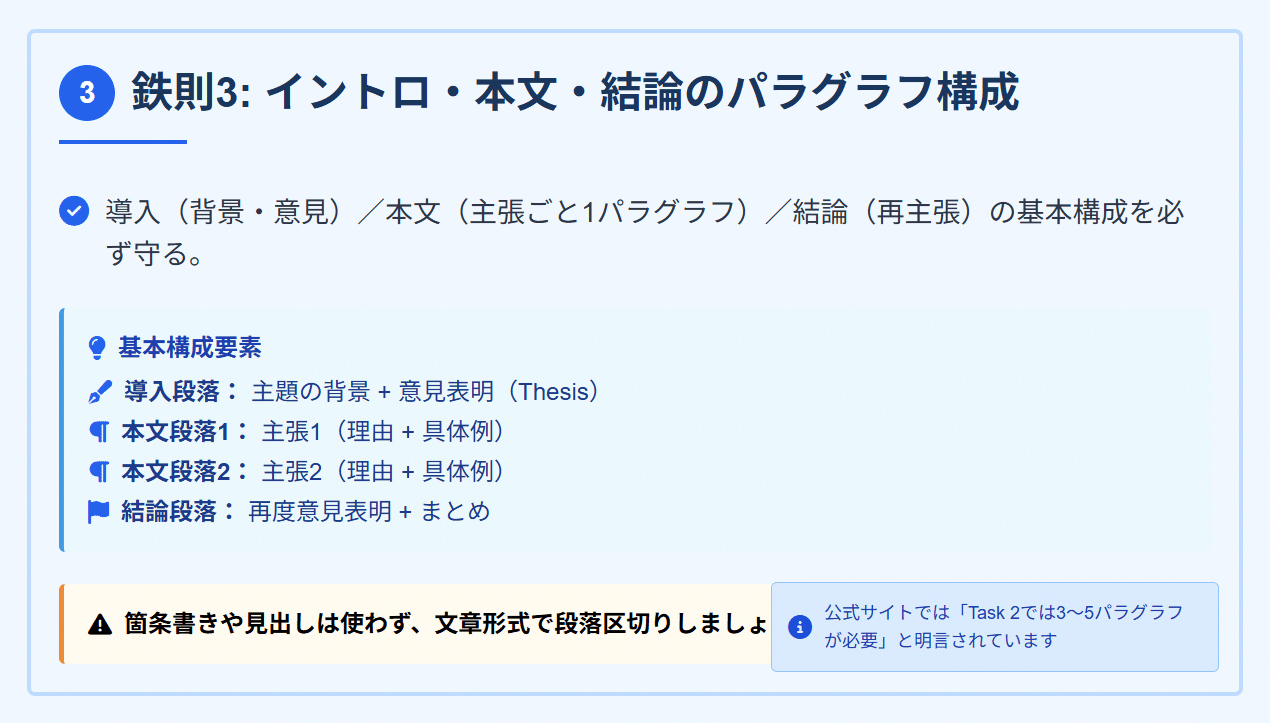 3 鉄則3: イントロ・本文・結論のパラグラフ構成
導入（背景・意見）／本文（主張ごと1パラグラフ）／結論（再主張）の基本構成を必
ず守る。
基本構成要素
導入段落： 主題の背景 + 意見表明（Thesis）
本文段落1： 主張1（理由 + 具体例）
本文段落2： 主張2（理由 + 具体例）
結論段落： 再度意見表明 + まとめ
箇条書きや見出しは使わず、文章形式で段落区切りしましょ
公式サイトでは「Task 2では3〜5パラグラフ
が必要」と明言されています